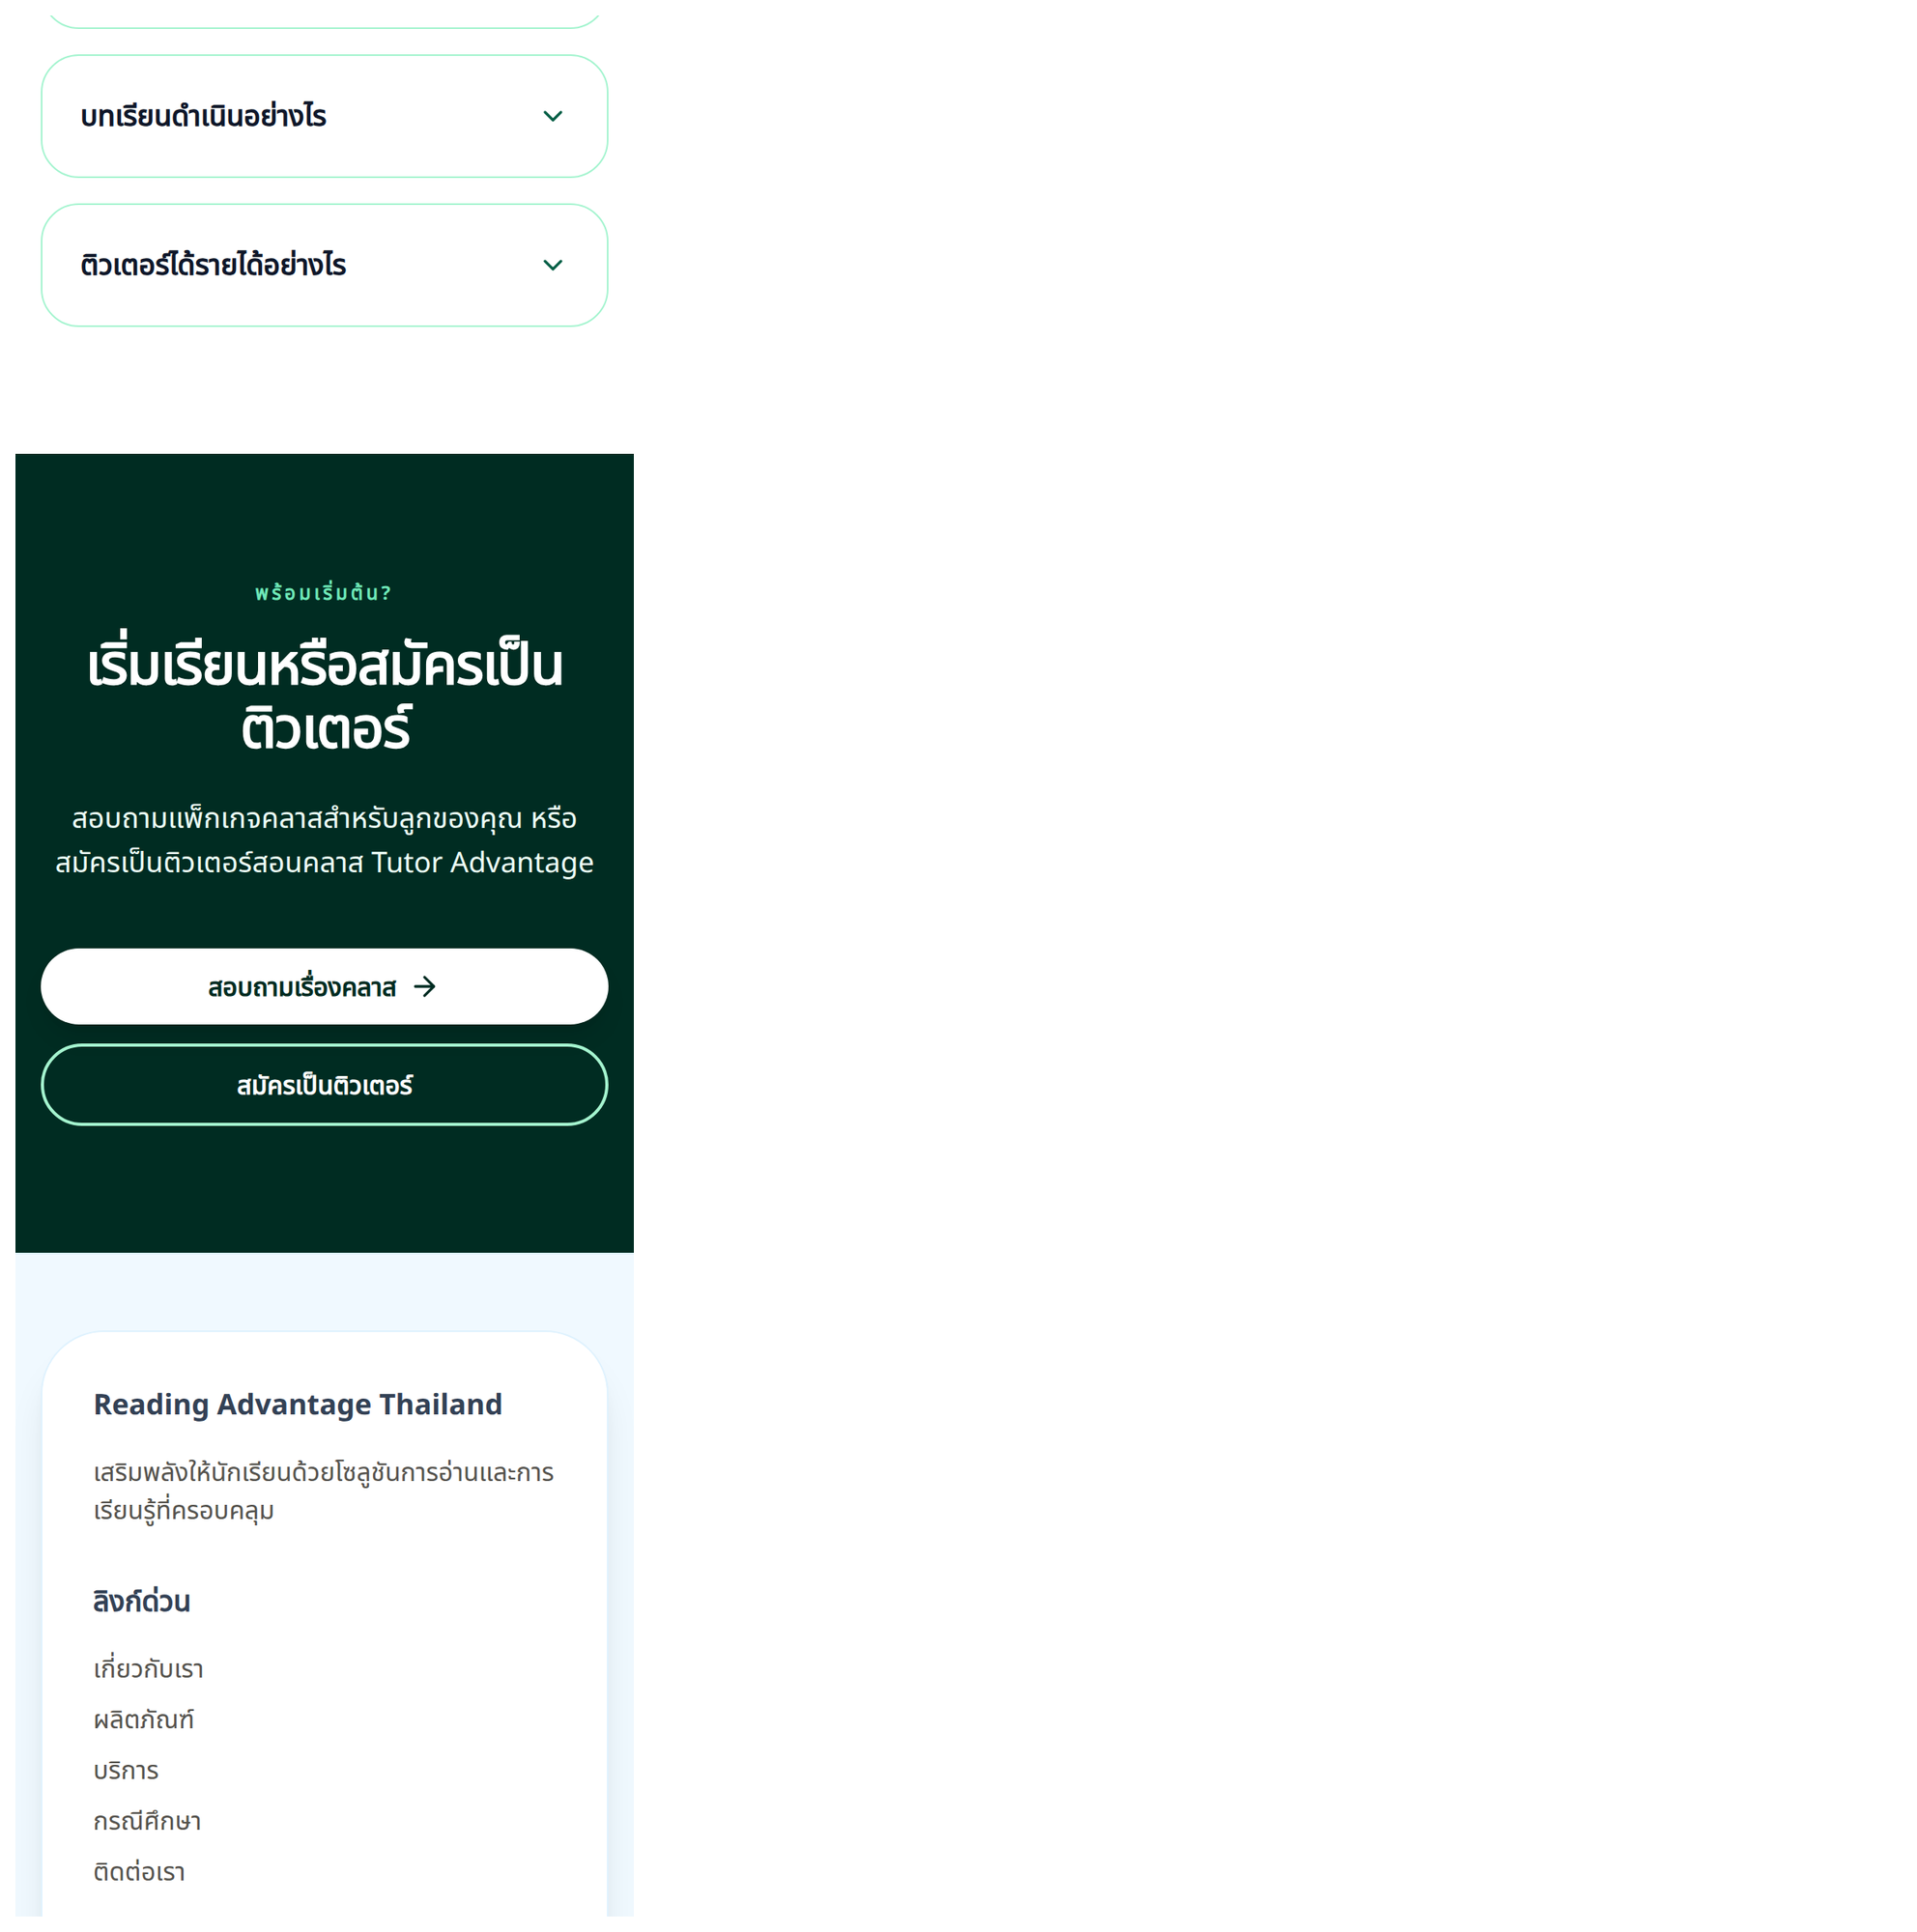 บทเรียนดำเนินอย่างไร
ติวเตอร์ได้รายได้อย่างไร
พร้อมเริ่มต้น?
เริ่มเรียนหรือสมัครเป็น
ติวเตอร์
สอบถามแพ็กเกจคลาสสำหรับลูกของคุณ หรือ
สมัครเป็นติวเตอร์สอนคลาส Tutor Advantage
สอบถามเรื่องคลาส
สมัครเป็นติวเตอร์
Reading Advantage Thailand
เสริมพลังให้นักเรียนด้วยโซลูชันการอ่านและการ
เรียนรู้ที่ครอบคลุม
ลิงก์ด่วน
เกี่ยวกับเรา
ผลิตภัณฑ์
บริการ
กรณีศึกษา
ติดต่อเรา